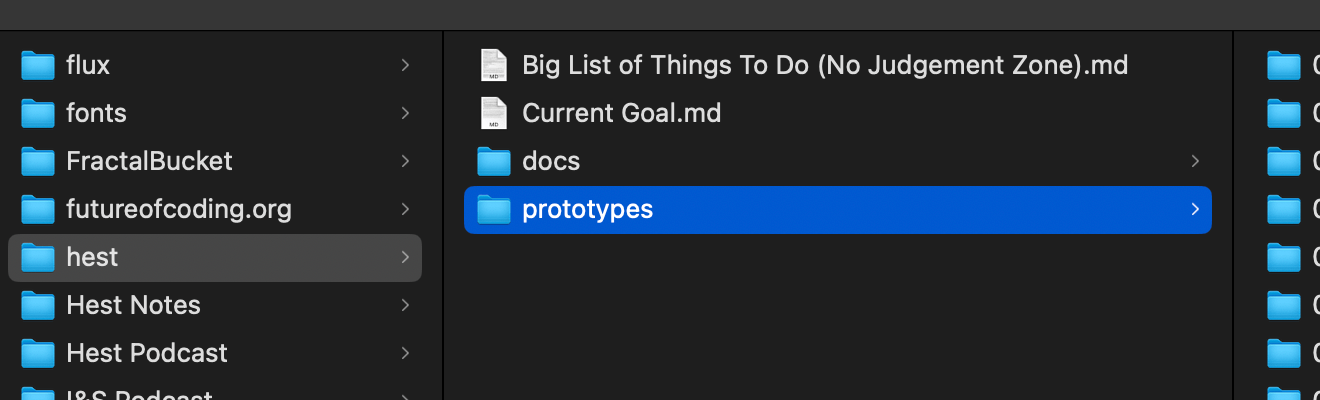 flux
fonts
FractalBucket
futureofcoding.org
hest
Hest Notes
Hest Podcast
Big List of Things To Do (No Judgement Zone).md
Current Goal.md
docs
prototypes